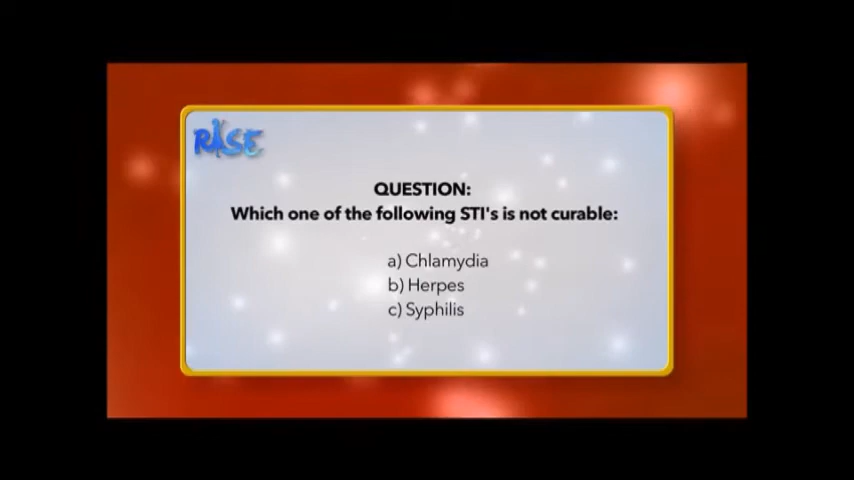 RISE
QUESTION:
Which one of the following STI's is not curable:
a) Chlamydia
b) Herpes
c) Syphilis